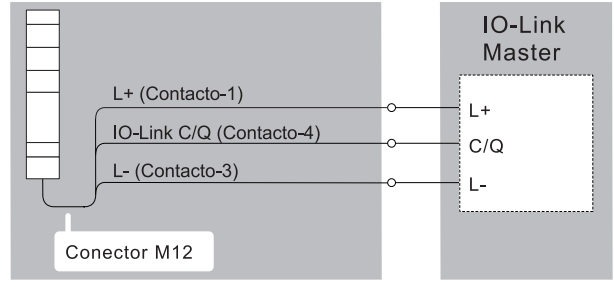 IO-Link
Master
L+ (Contacto-1)
L+
IO-Link C/Q (Contacto-4)
C/Q
L- (Contacto-3)
L-
Conector M12